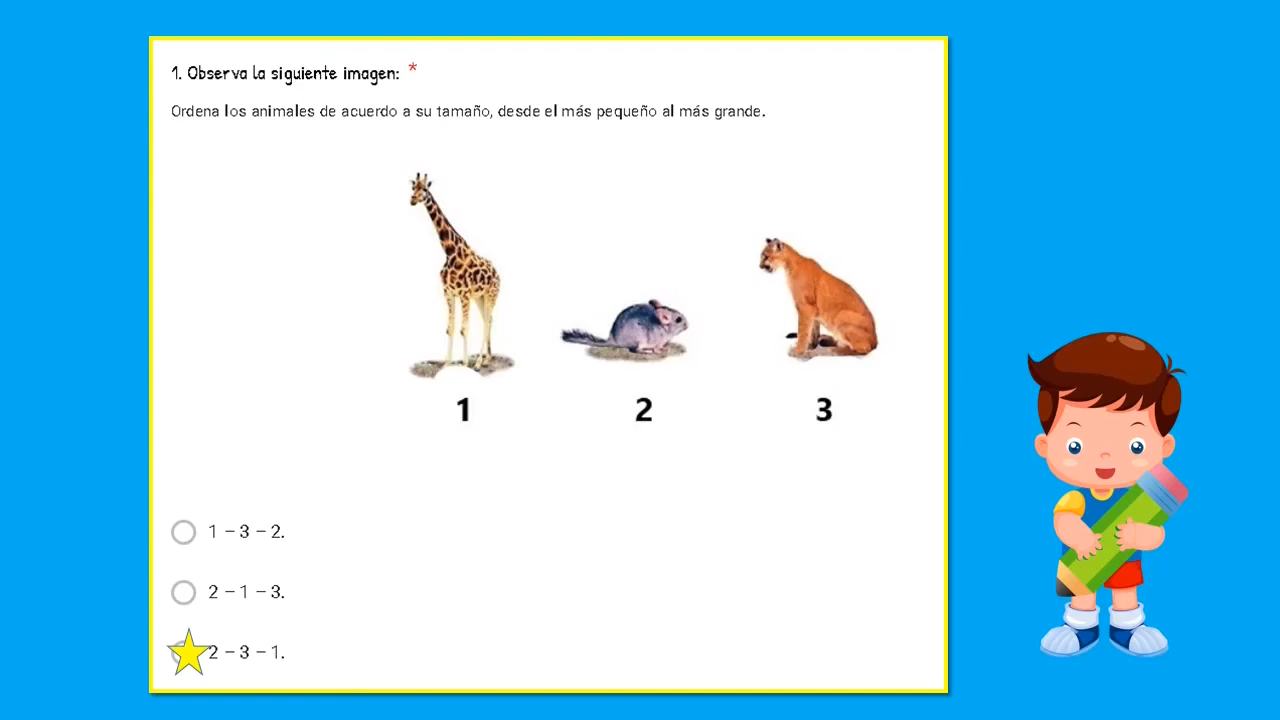 1. Observa la siguiente imagen: *
Ordena los animales de acuerdo a su tamaño, desde el más pequeño al más grande.
1 2 3
1 – 3 – 2.
2 – 1 – 3.
2 – 3 – 1.